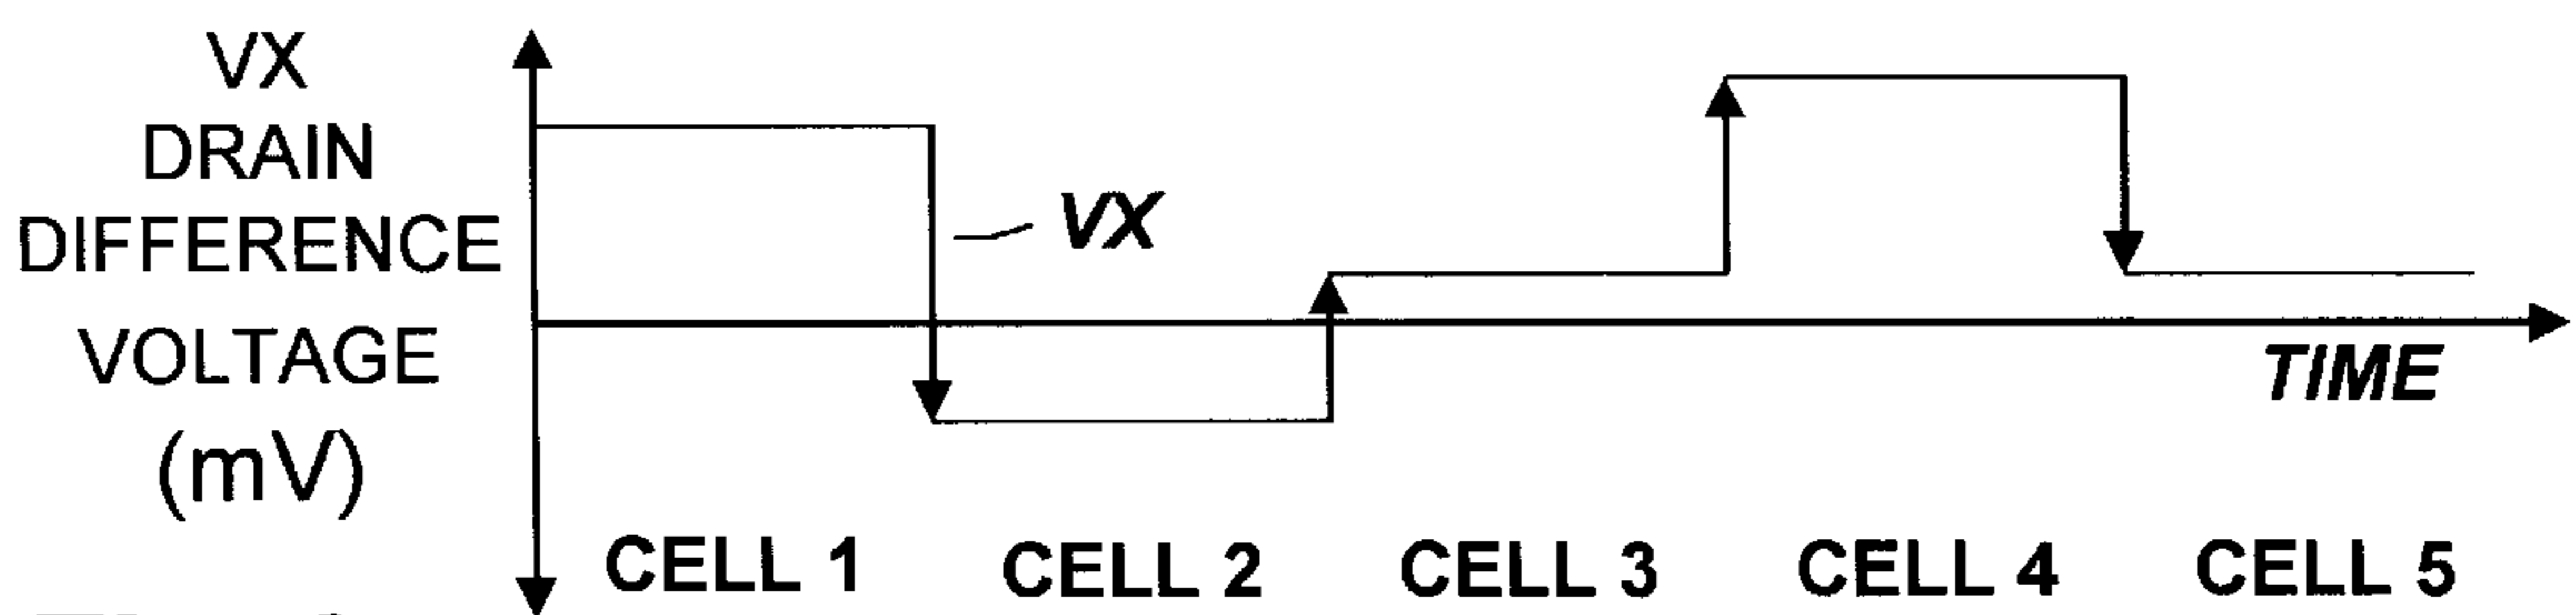 VX
DRAIN
DIFFERENCE
VOLTAGE
(mV)
VX
TIME
CELL 1 CELL 2 CELL 3 CELL 4 CELL 5